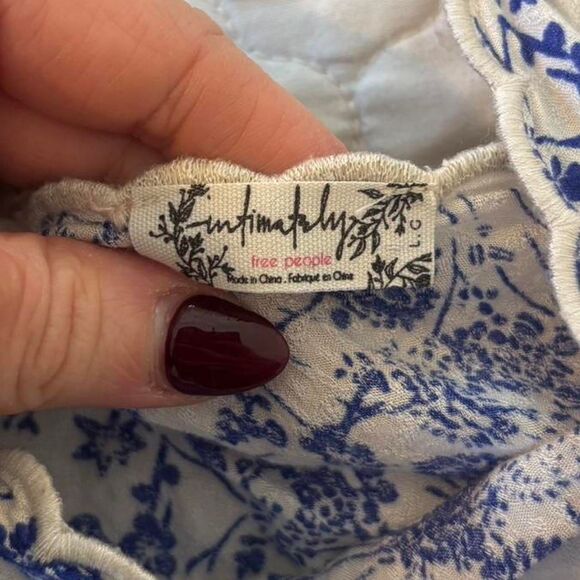 intimately
free people
Made in China . Fabriqué en Chine
L G